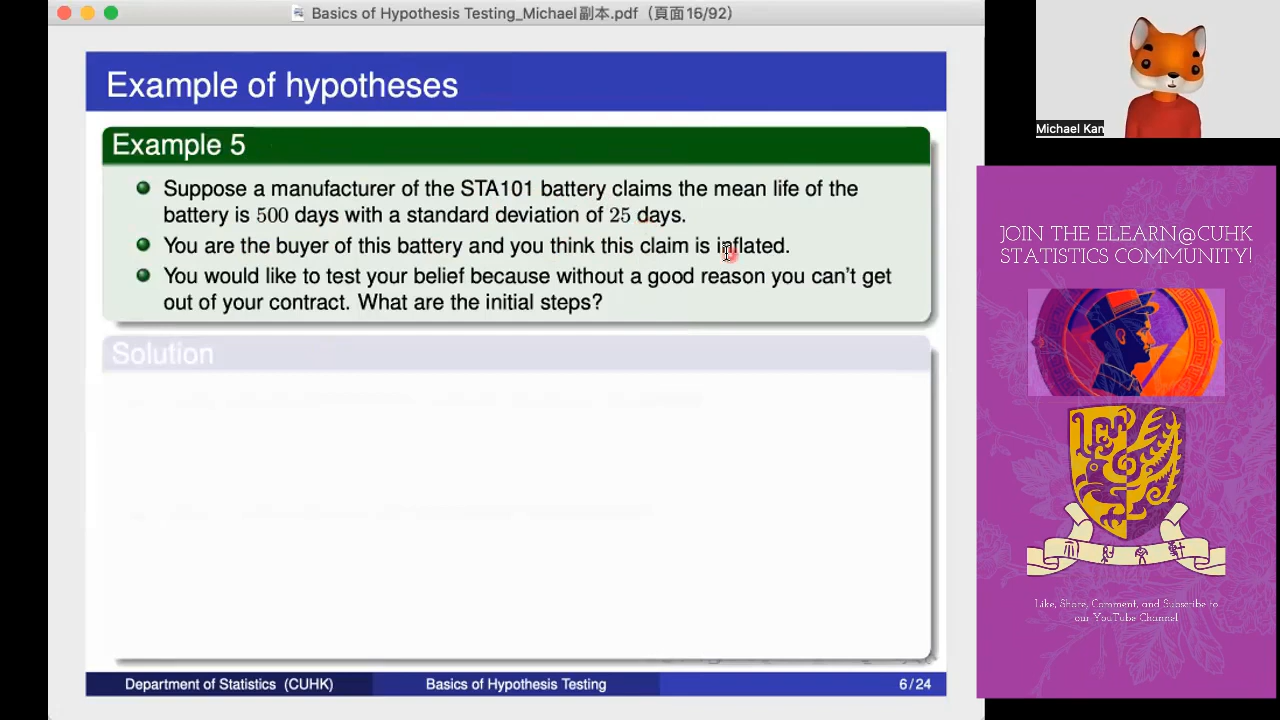 Basics of Hypothesis Testing_Michael副本.pdf（頁面16/92）
Example of hypotheses
Example 5
Suppose a manufacturer of the STA101 battery claims the mean life of the
battery is 500 days with a standard deviation of 25 days.
You are the buyer of this battery and you think this claim is inflated.
You would like to test your belief because without a good reason you can't get
out of your contract. What are the initial steps?
Solution
Department of Statistics (CUHK)
Basics of Hypothesis Testing
6/24
Michael Kan
JOIN THE ELEARN@CUHK
STATISTICS COMMUNITY!
Like, Share, Comment, and Subscribe to
our YouTube Channel